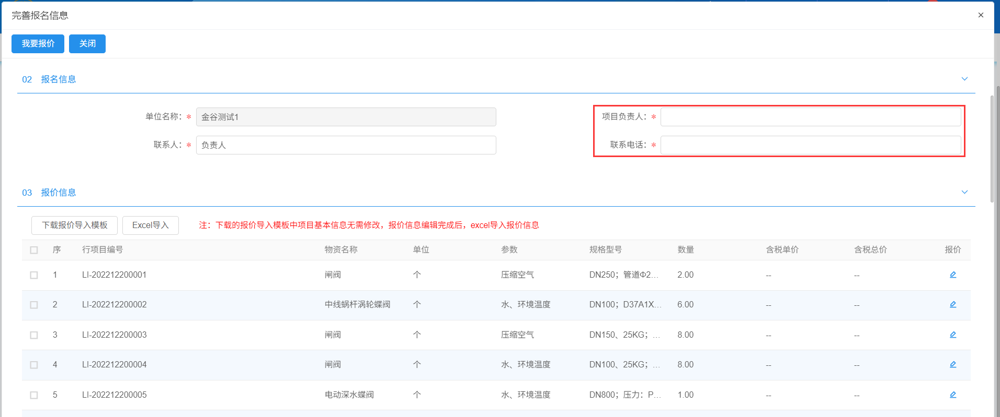 完善报名信息
×
我要报价 关闭
02 报名信息
单位名称：* 金谷测试1 项目负责人：*
联系人：* 负责人 联系电话：*
03 报价信息
下载报价导入模板 Excel导入 注：下载的报价导入模板中项目基本信息无需修改，报价信息编辑完成后，excel导入报价信息
序 行项目编号 物资名称 单位 参数 规格型号 数量 含税单价 含税总价 报价
1 LI-202212200001 闸阀 个 压缩空气 DN250；管道Φ2... 2.00 -- --
2 LI-202212200002 中线蜗杆涡轮蝶阀 个 水、环境温度 DN100；D37A1X... 6.00 -- --
3 LI-202212200003 闸阀 个 压缩空气 DN150、25KG；... 8.00 -- --
4 LI-202212200004 闸阀 个 水、环境温度 DN100、25KG；... 8.00 -- --
5 LI-202212200005 电动深水蝶阀 个 水、环境温度 DN800；压力：P... 1.00 -- --